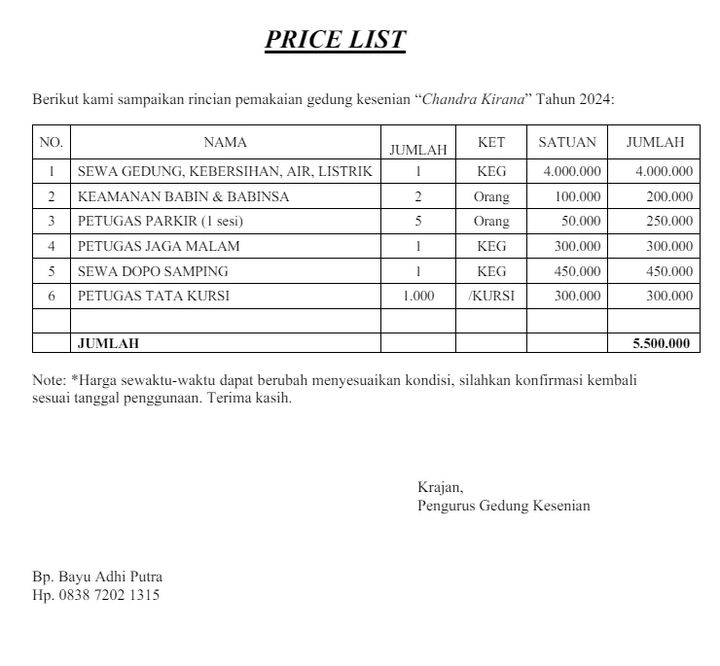 PRICE LIST
Berikut kami sampaikan rincian pemakaian gedung kesenian “Chandra Kirana” Tahun 2024:
NO. NAMA JUMLAH KET SATUAN JUMLAH
1 SEWA GEDUNG, KEBERSIHAN, AIR, LISTRIK 1 KEG 4.000.000 4.000.000
2 KEAMANAN BABIN & BABINSA 2 Orang 100.000 200.000
3 PETUGAS PARKIR (1 sesi) 5 Orang 50.000 250.000
4 PETUGAS JAGA MALAM 1 KEG 300.000 300.000
5 SEWA DOPO SAMPING 1 KEG 450.000 450.000
6 PETUGAS TATA KURSI 1.000 /KURSI 300.000 300.000
JUMLAH 5.500.000
Note: *Harga sewaktu-waktu dapat berubah menyesuaikan kondisi, silahkan konfirmasi kembali
sesuai tanggal penggunaan. Terima kasih.
Krajan,
Pengurus Gedung Kesenian
Bp. Bayu Adhi Putra
Hp. 0838 7202 1315